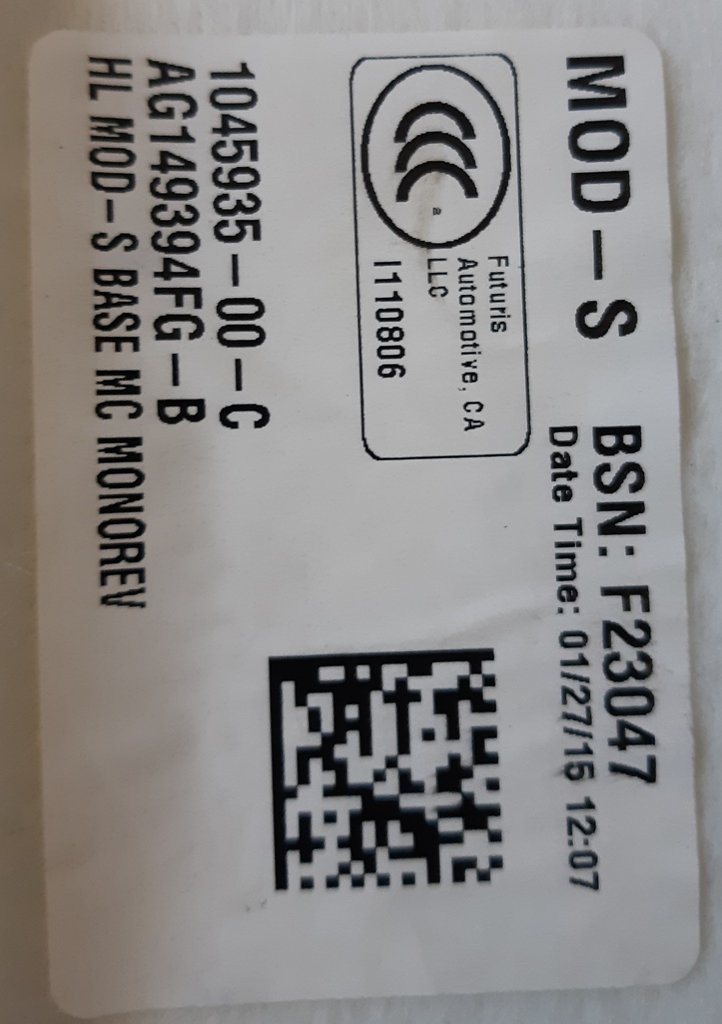 MOD-S BSN: F23047
Date Time: 01/27/15 12:07
Futuris
Automotive, CA
LLC
I110806
1045935-00-C
AG149394FG-B
HL MOD-S BASE MC MONOREV